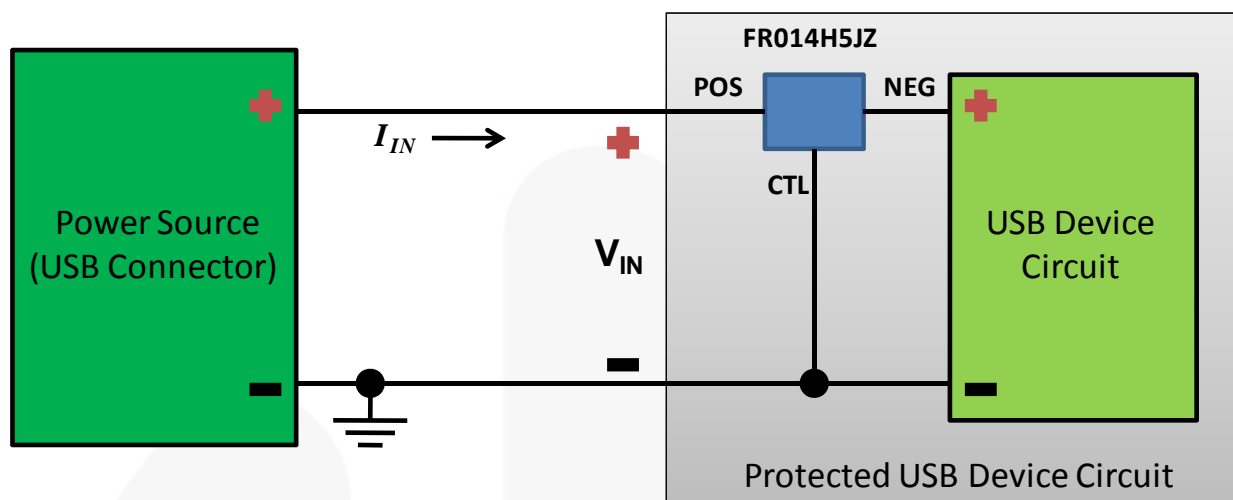 FR014H5JZ
POS
NEG
I_IN
CTL
Power Source
(USB Connector)
V_IN
USB Device
Circuit
Protected USB Device Circuit